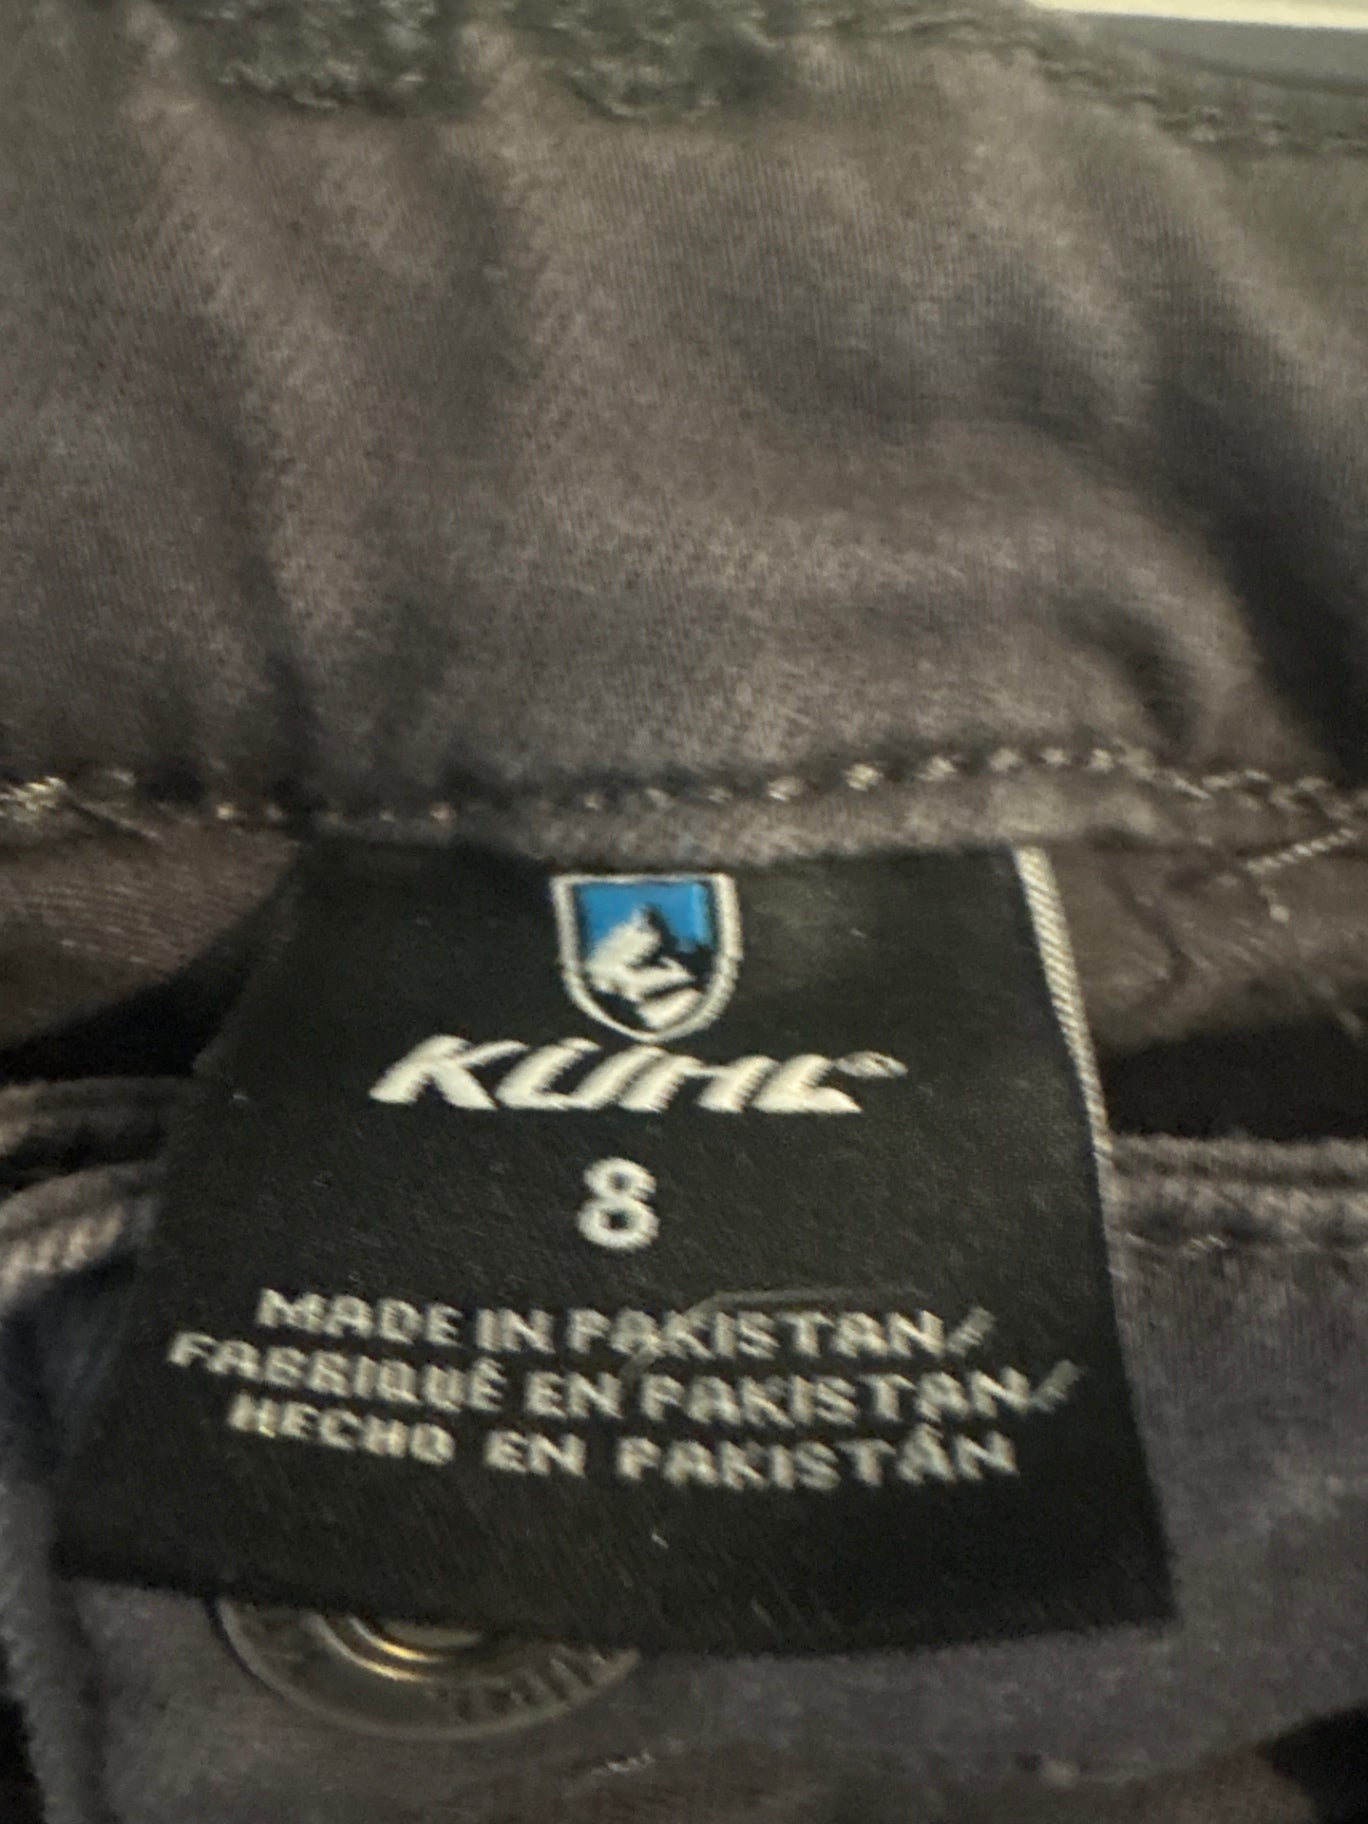 KÜHL®
8
MADE IN PAKISTAN/
FABRIQUÉ EN PAKISTAN/
HECHO EN PAKISTÁN